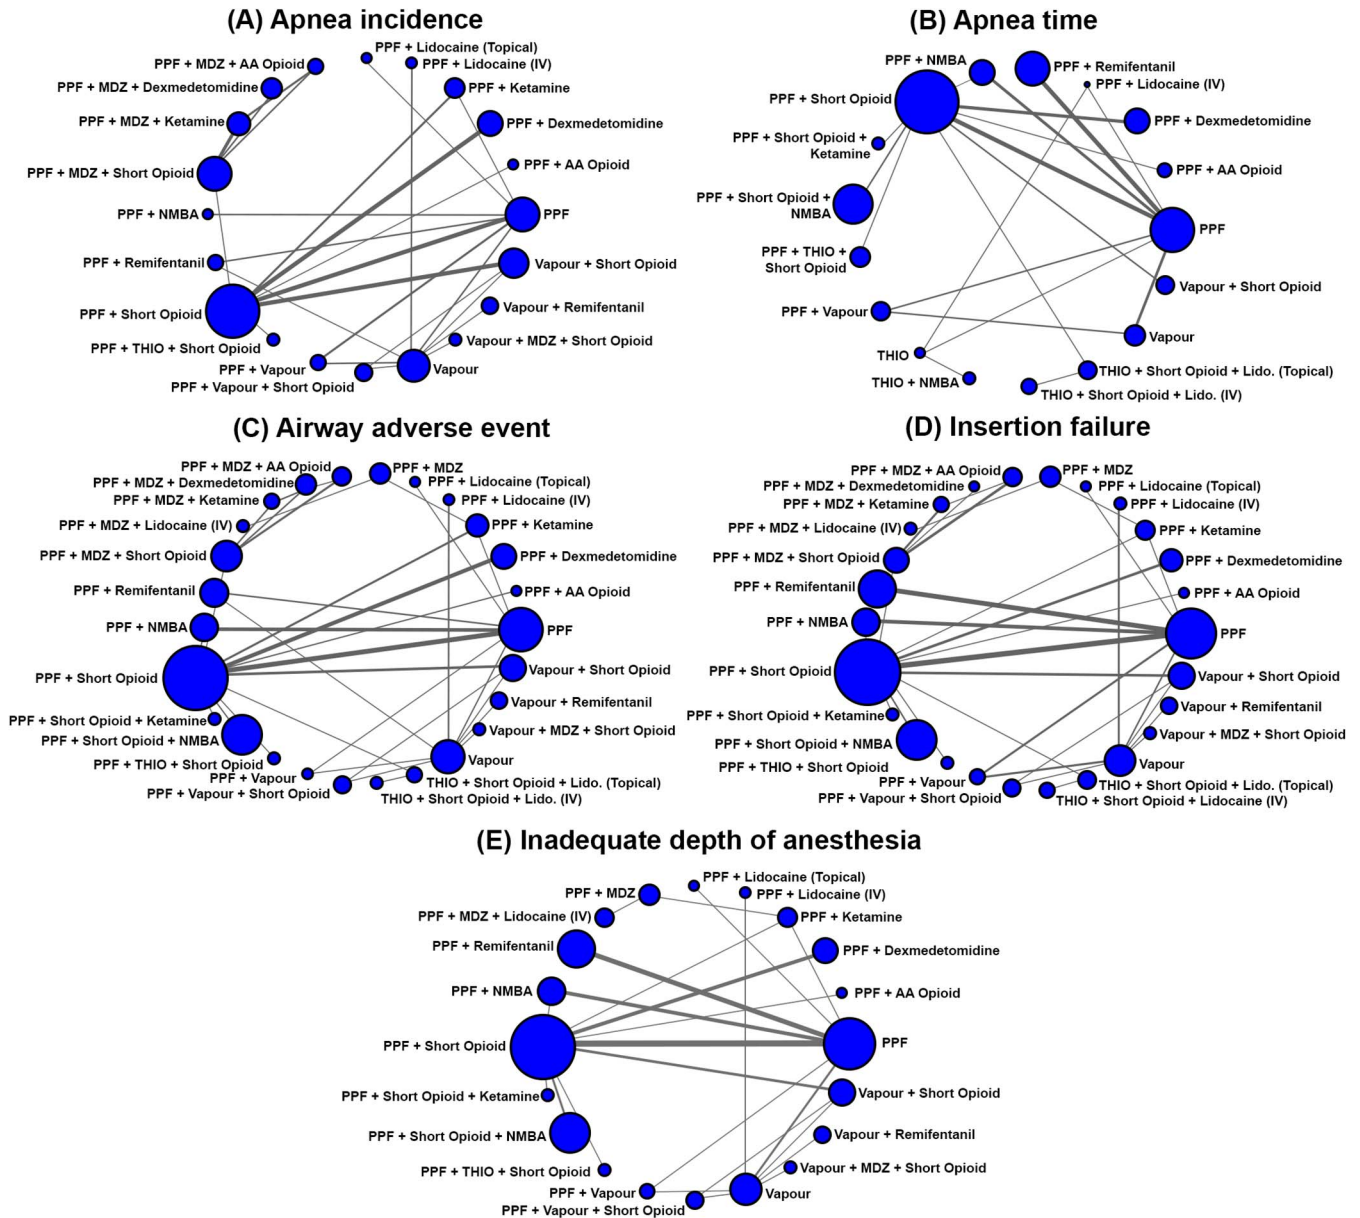 (A) Apnea incidence
PPF + Lidocaine (Topical)
PPF + MDZ + AA Opioid
PPF + Lidocaine (IV)
PPF + MDZ + Dexmedetomidine
PPF + Ketamine
PPF + MDZ + Ketamine
PPF + Dexmedetomidine
PPF + AA Opioid
PPF + MDZ + Short Opioid
PPF + NMBA
PPF
PPF + Remifentanil
Vapour + Short Opioid
Vapour + Remifentanil
PPF + Short Opioid
Vapour + MDZ + Short Opioid
PPF + THIO + Short Opioid
PPF + Vapour
Vapour
PPF + Vapour + Short Opioid
(B) Apnea time
PPF + NMBA
PPF + Remifentanil
PPF + Lidocaine (IV)
PPF + Short Opioid
PPF + Dexmedetomidine
PPF + Short Opioid +
Ketamine
PPF + AA Opioid
PPF + Short Opioid +
NMBA
PPF
PPF + THIO +
Short Opioid
Vapour + Short Opioid
PPF + Vapour
Vapour
THIO
THIO + Short Opioid + Lido. (Topical)
THIO + NMBA
THIO + Short Opioid + Lido. (IV)
(C) Airway adverse event
PPF + MDZ + AA Opioid
PPF + MDZ
PPF + MDZ + Dexmedetomidine
PPF + Lidocaine (Topical)
PPF + MDZ + Ketamine
PPF + Lidocaine (IV)
PPF + MDZ + Lidocaine (IV)
PPF + Ketamine
PPF + MDZ + Short Opioid
PPF + Dexmedetomidine
PPF + Remifentanil
PPF + AA Opioid
PPF + NMBA
PPF
PPF + Short Opioid
Vapour + Short Opioid
Vapour + Remifentanil
PPF + Short Opioid + Ketamine
Vapour + MDZ + Short Opioid
PPF + Short Opioid + NMBA
PPF + THIO + Short Opioid
Vapour
PPF + Vapour
THIO + Short Opioid + Lido. (Topical)
PPF + Vapour + Short Opioid
THIO + Short Opioid + Lido. (IV)
(D) Insertion failure
PPF + MDZ + AA Opioid
PPF + MDZ
PPF + MDZ + Dexmedetomidine
PPF + Lidocaine (Topical)
PPF + MDZ + Ketamine
PPF + Lidocaine (IV)
PPF + MDZ + Lidocaine (IV)
PPF + Ketamine
PPF + MDZ + Short Opioid
PPF + Dexmedetomidine
PPF + Remifentanil
PPF + AA Opioid
PPF + NMBA
PPF
PPF + Short Opioid
Vapour + Short Opioid
Vapour + Remifentanil
PPF + Short Opioid + Ketamine
Vapour + MDZ + Short Opioid
PPF + Short Opioid + NMBA
PPF + THIO + Short Opioid
Vapour
PPF + Vapour
THIO + Short Opioid + Lido. (Topical)
PPF + Vapour + Short Opioid
THIO + Short Opioid + Lidocaine (IV)
(E) Inadequate depth of anesthesia
PPF + Lidocaine (Topical)
PPF + MDZ
PPF + Lidocaine (IV)
PPF + MDZ + Lidocaine (IV)
PPF + Ketamine
PPF + Remifentanil
PPF + Dexmedetomidine
PPF + NMBA
PPF + AA Opioid
PPF + Short Opioid
PPF
PPF + Short Opioid + Ketamine
Vapour + Short Opioid
PPF + Short Opioid + NMBA
Vapour + Remifentanil
PPF + THIO + Short Opioid
Vapour + MDZ + Short Opioid
PPF + Vapour
Vapour
PPF + Vapour + Short Opioid